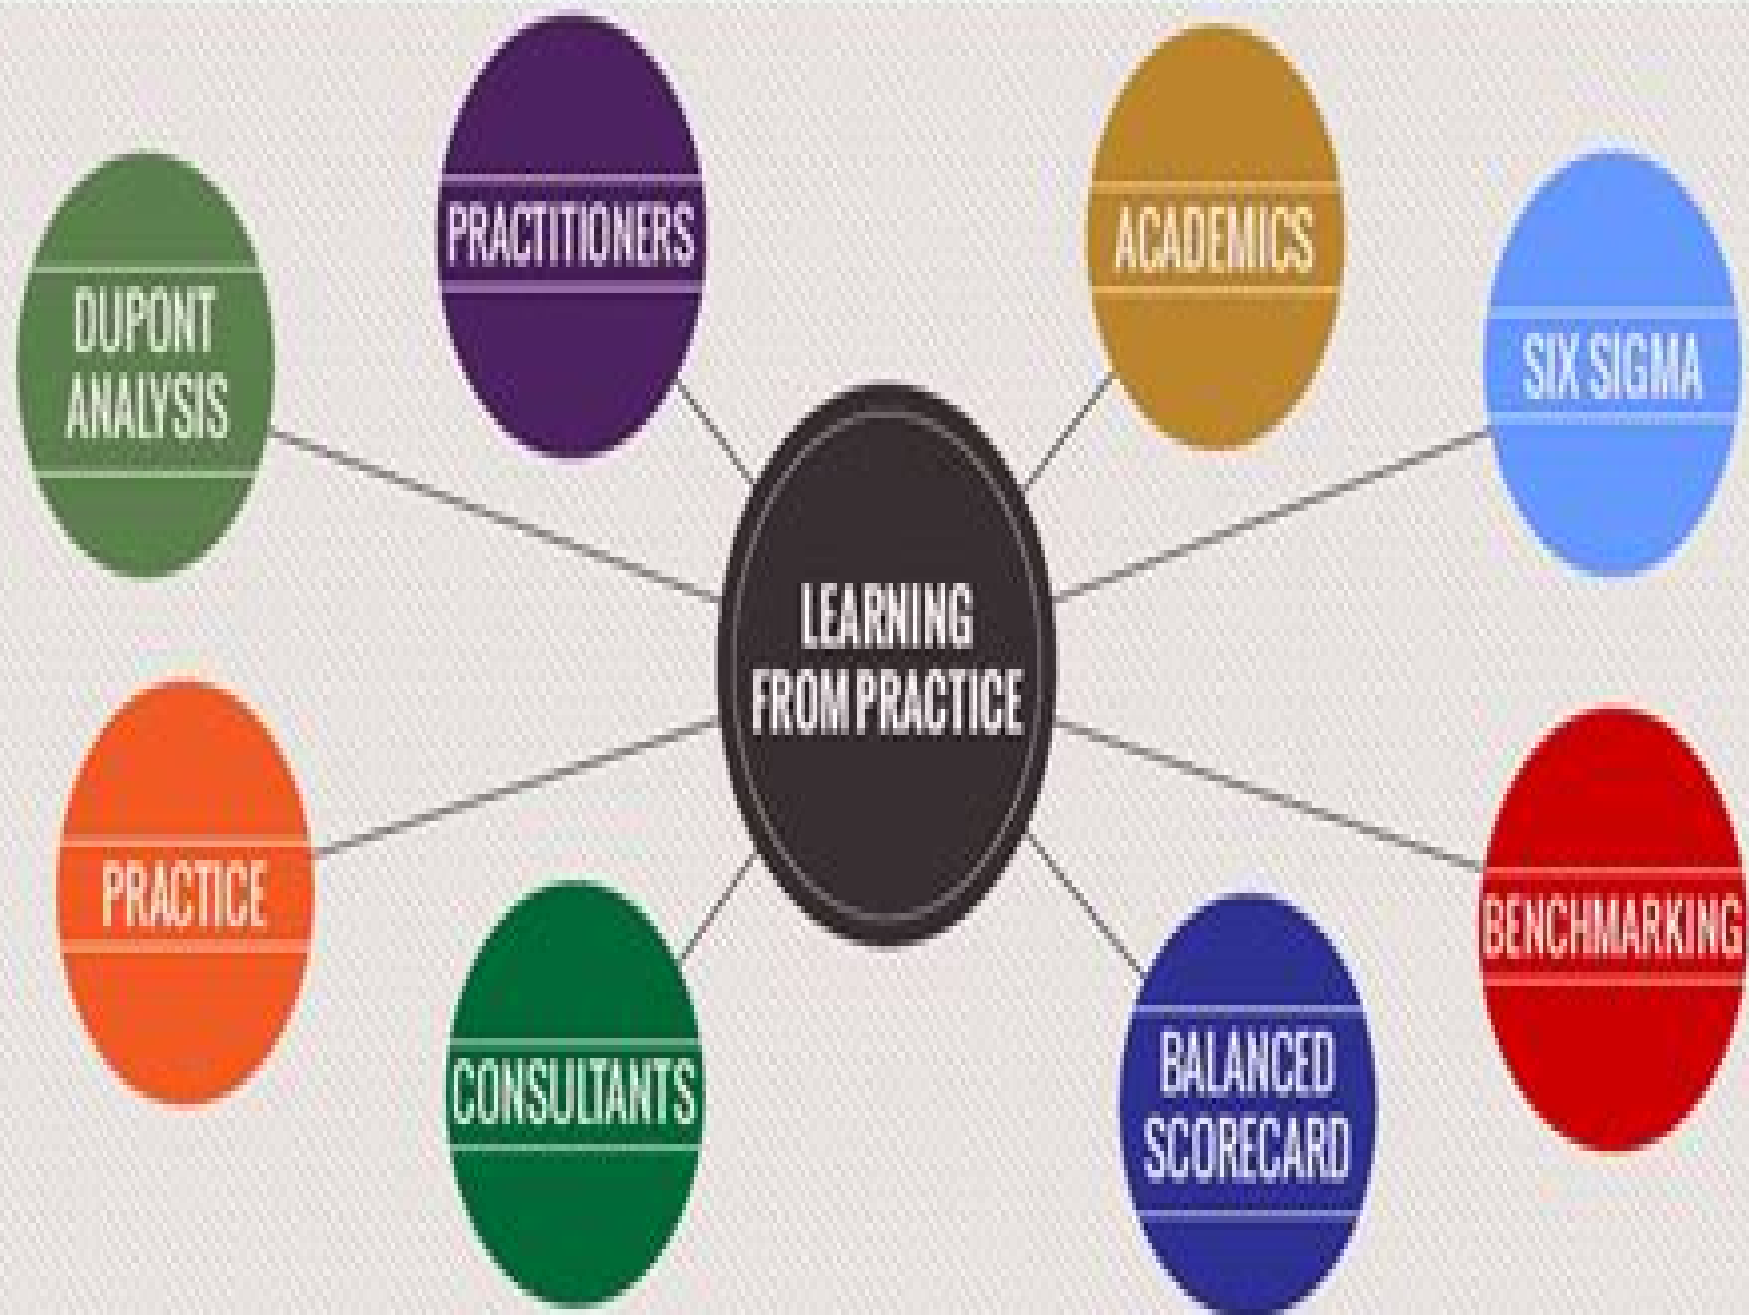 PRACTITIONERS
ACADEMICS
DUPONT
ANALYSIS
SIX SIGMA
LEARNING
FROM PRACTICE
PRACTICE
BENCHMARKING
CONSULTANTS
BALANCED
SCORECARD